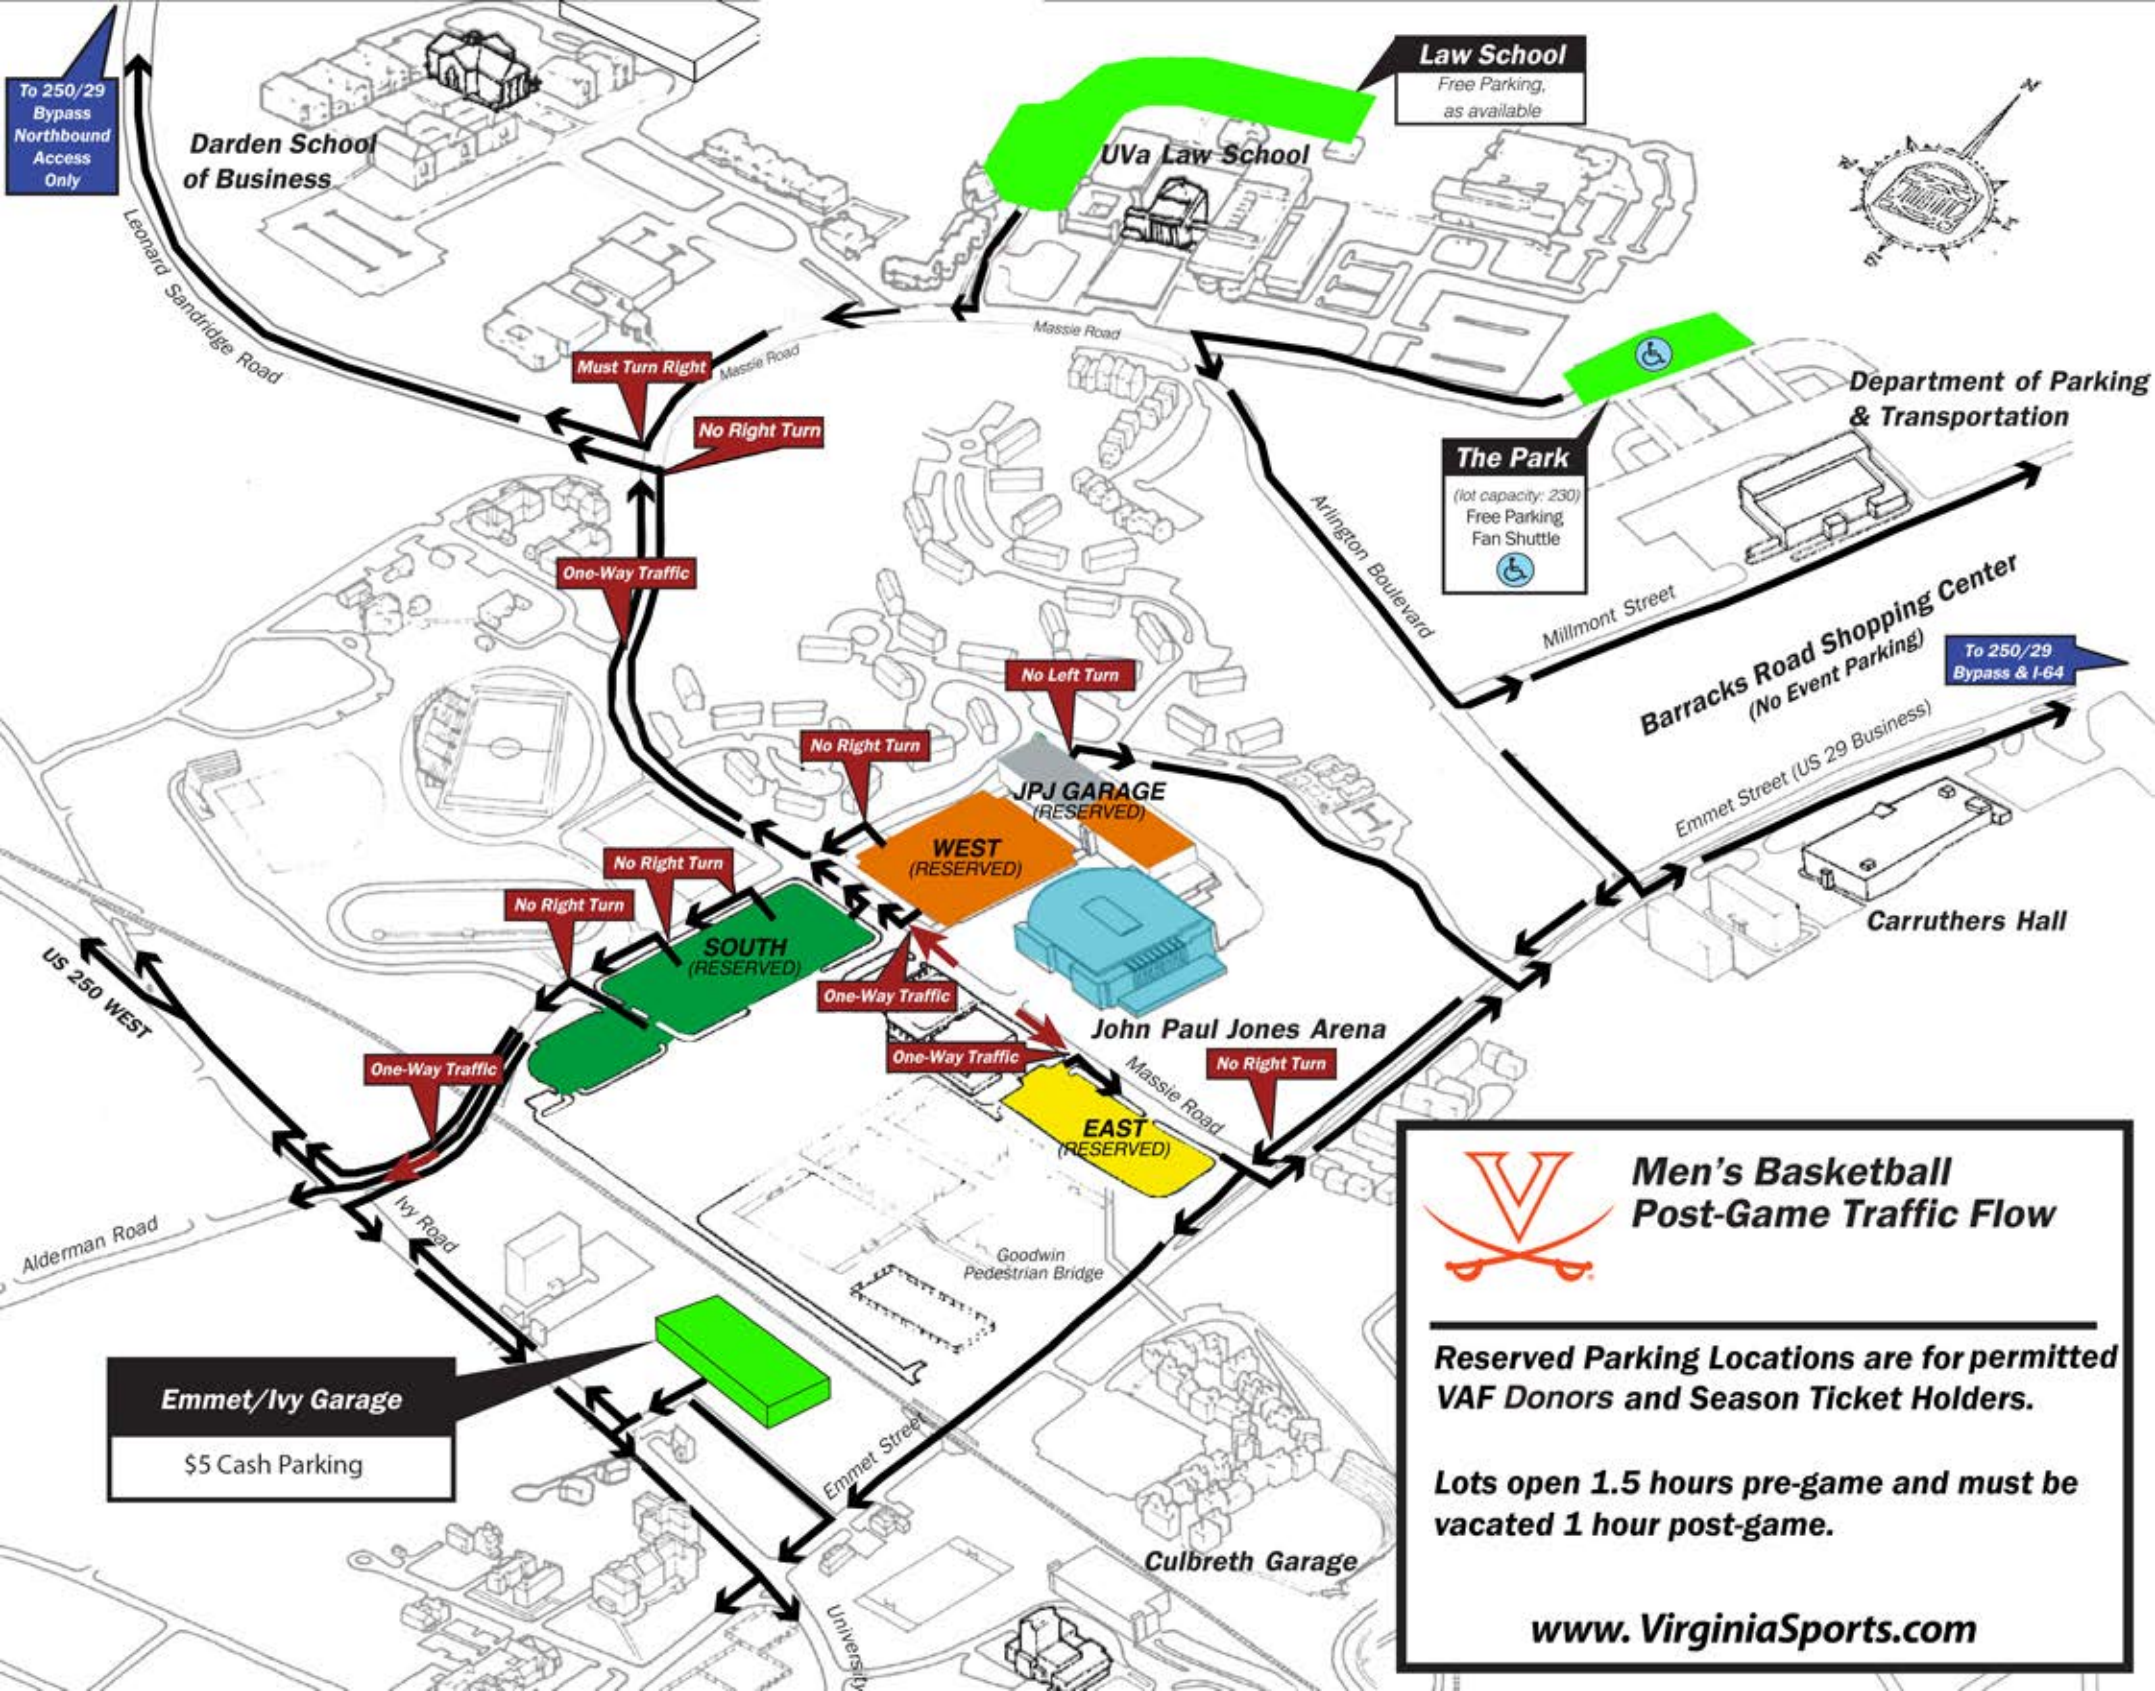 To 250/29
Bypass
Northbound
Access
Only
Darden School
of Business
Law School
Free Parking,
as available
UVa Law School
Leonard Sandridge Road
Massie Road
Massie Road
Must Turn Right
No Right Turn
Department of Parking
& Transportation
The Park
(lot capacity: 230)
Free Parking
Fan Shuttle
Arlington Boulevard
One-Way Traffic
Millmont Street
Barracks Road Shopping Center
(No Event Parking)
To 250/29
Bypass & I-64
No Left Turn
No Right Turn
Emmet Street (US 29 Business)
JPJ GARAGE
(RESERVED)
WEST
(RESERVED)
No Right Turn
No Right Turn
SOUTH
(RESERVED)
Carruthers Hall
US 250 WEST
One-Way Traffic
John Paul Jones Arena
One-Way Traffic
One-Way Traffic
Massie Road
No Right Turn
EAST
(RESERVED)
Ivy Road
Alderman Road
Goodwin
Pedestrian Bridge
Emmet/Ivy Garage
$5 Cash Parking
Emmet Street
Culbreth Garage
University
Men's Basketball
Post-Game Traffic Flow
Reserved Parking Locations are for permitted
VAF Donors and Season Ticket Holders.
Lots open 1.5 hours pre-game and must be
vacated 1 hour post-game.
www.VirginiaSports.com